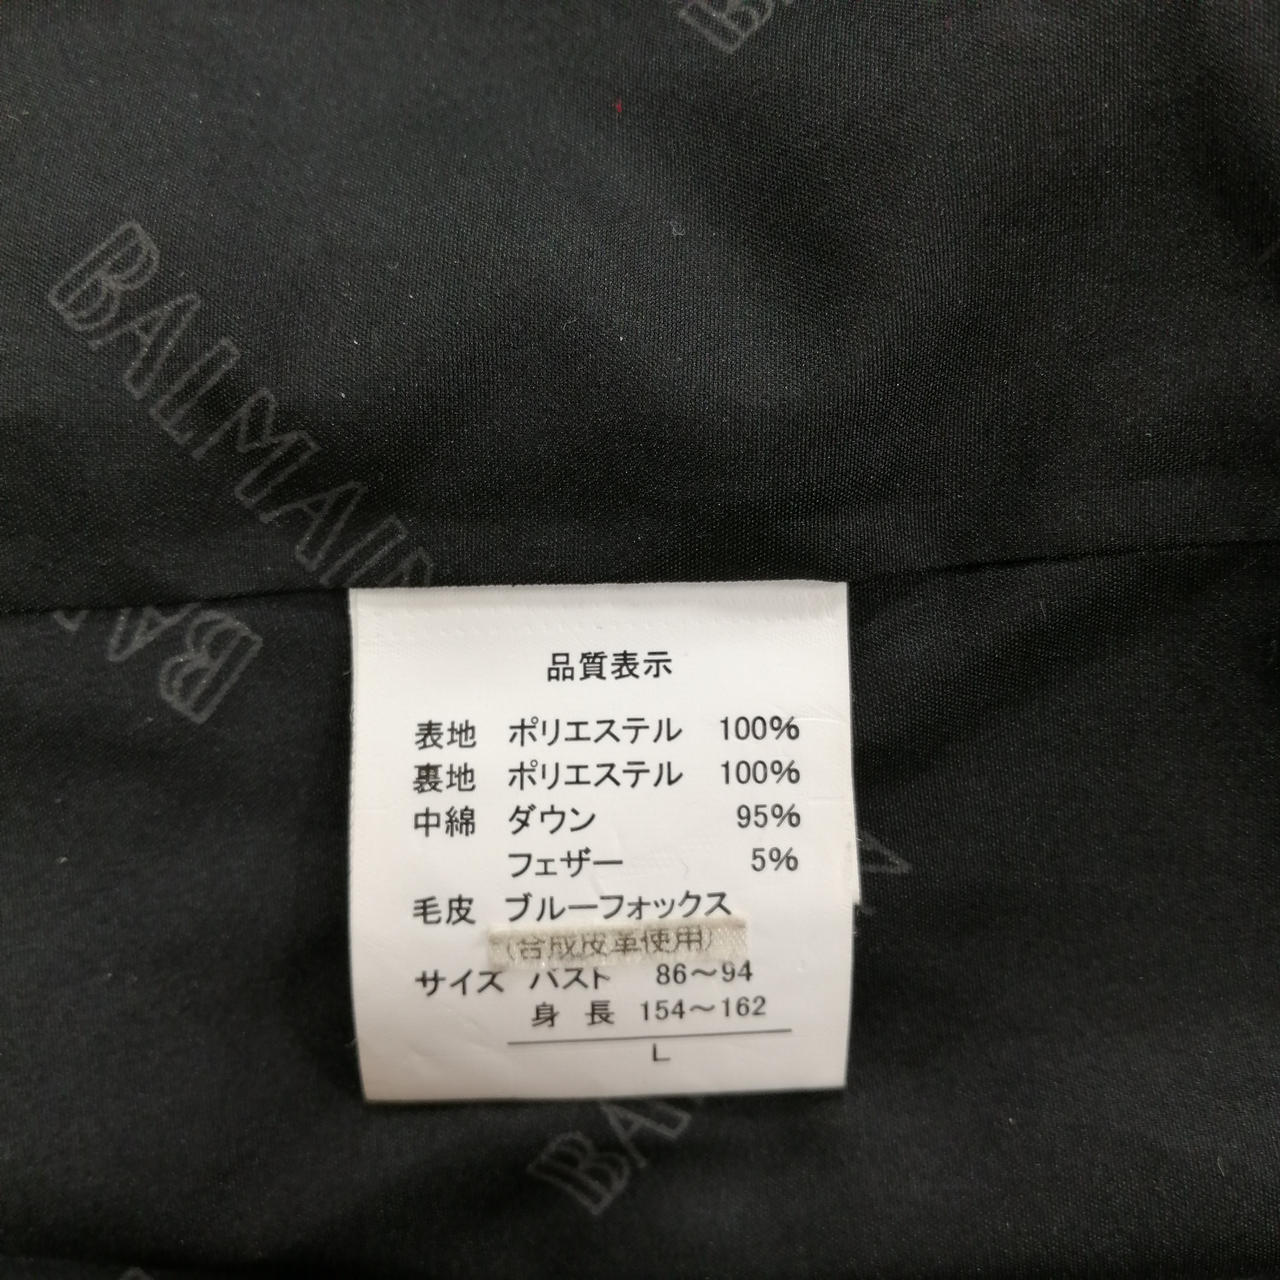 BALMAIN
品質表示
表地 ポリエステル 100%
裏地 ポリエステル 100%
中綿 ダウン 95%
フェザー 5%
毛皮 ブルーフォックス
(合成皮革使用)
サイズ バスト 86～94
身長 154～162
L